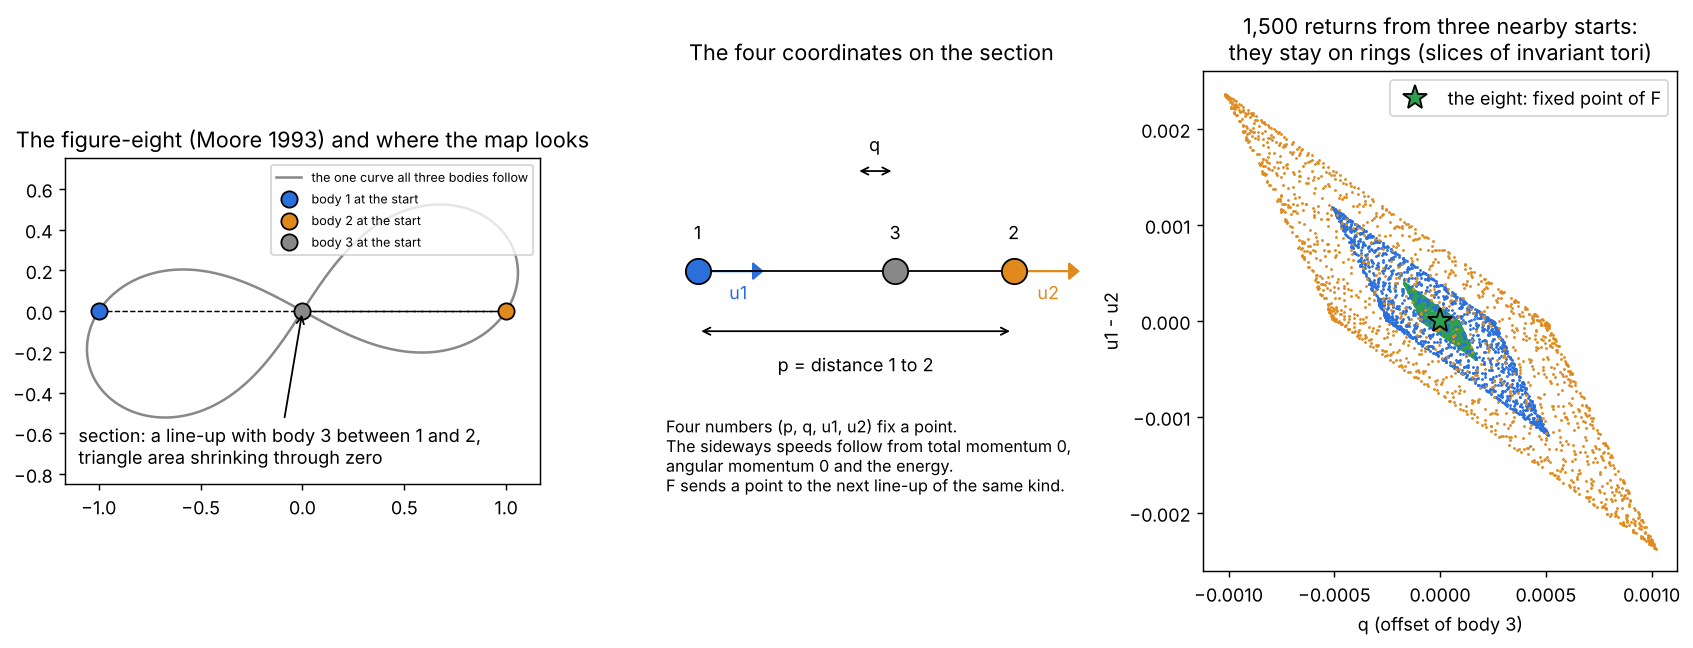 The figure-eight (Moore 1993) and where the map looks
the one curve all three bodies follow
body 1 at the start
body 2 at the start
body 3 at the start
0.6
0.4
0.2
0.0
−0.2
−0.4
−0.6
−0.8
section: a line-up with body 3 between 1 and 2,
triangle area shrinking through zero
−1.0
−0.5
0.0
0.5
1.0
The four coordinates on the section
q
1
3
2
u1
u2
p = distance 1 to 2
Four numbers (p, q, u1, u2) fix a point.
The sideways speeds follow from total momentum 0,
angular momentum 0 and the energy.
F sends a point to the next line-up of the same kind.
1,500 returns from three nearby starts:
they stay on rings (slices of invariant tori)
the eight: fixed point of F
u1 - u2
0.002
0.001
0.000
−0.001
−0.002
−0.0010
−0.0005
0.0000
0.0005
0.0010
q (offset of body 3)